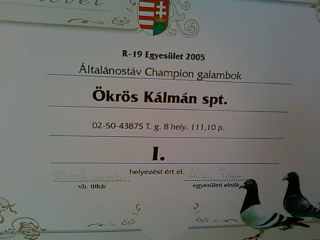 R-19 Egyesület 2005
Általánostáv Champion galambok
Ökrös Kálmán spt.
02-50-43875 T. g. 8 hely. 111,10 p.
I.
helyezést ért el.
vb. titkár
egyesületi elnök